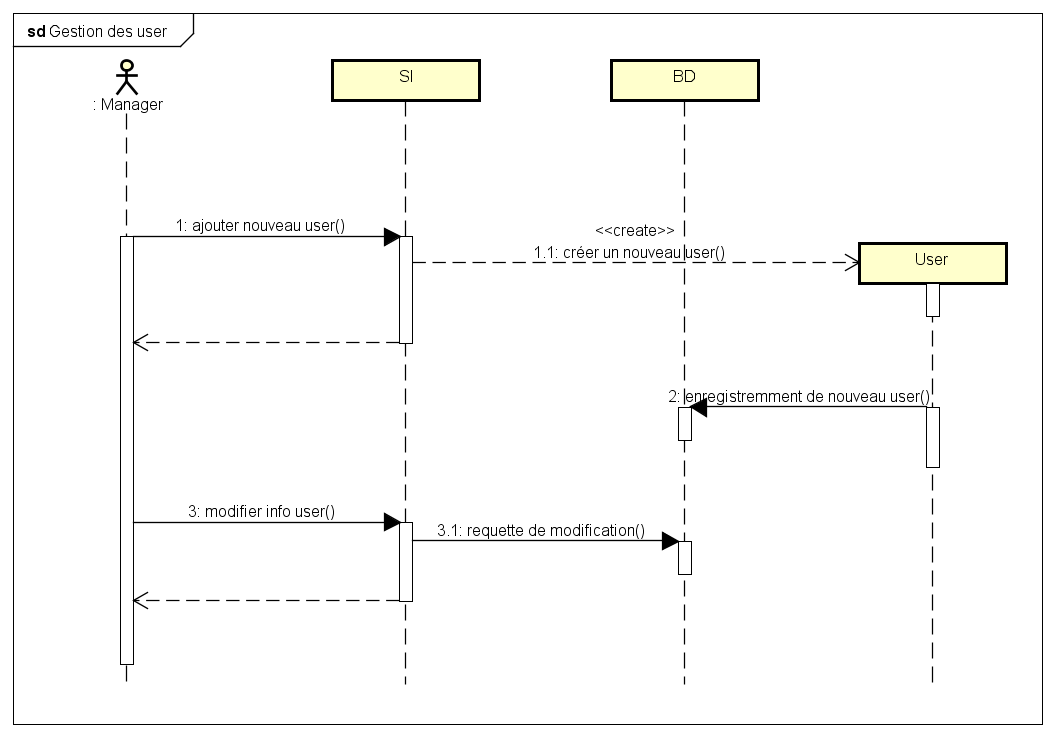 sd Gestion des user
: Manager
SI
BD
1: ajouter nouveau user()
<<create>>
1.1: créer un nouveau user()
User
2: enregistremment de nouveau user()
3: modifier info user()
3.1: requette de modification()